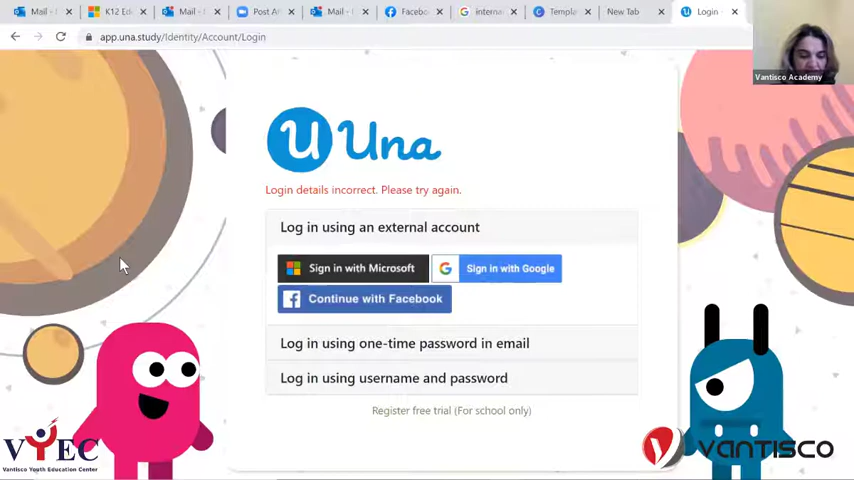 Mail -
K12 Ed
Mail -
Post A
Mail -
Facebo
interna
Templa
New Tab
Login
app.una.study/Identity/Account/Login
Vantisco Academy
U Una
Login details incorrect. Please try again.
Log in using an external account
Sign in with Microsoft
G Sign in with Google
f Continue with Facebook
Log in using one-time password in email
Log in using username and password
Register free trial (For school only)
VYEC
Vantisco Youth Education Center
VANTISCO